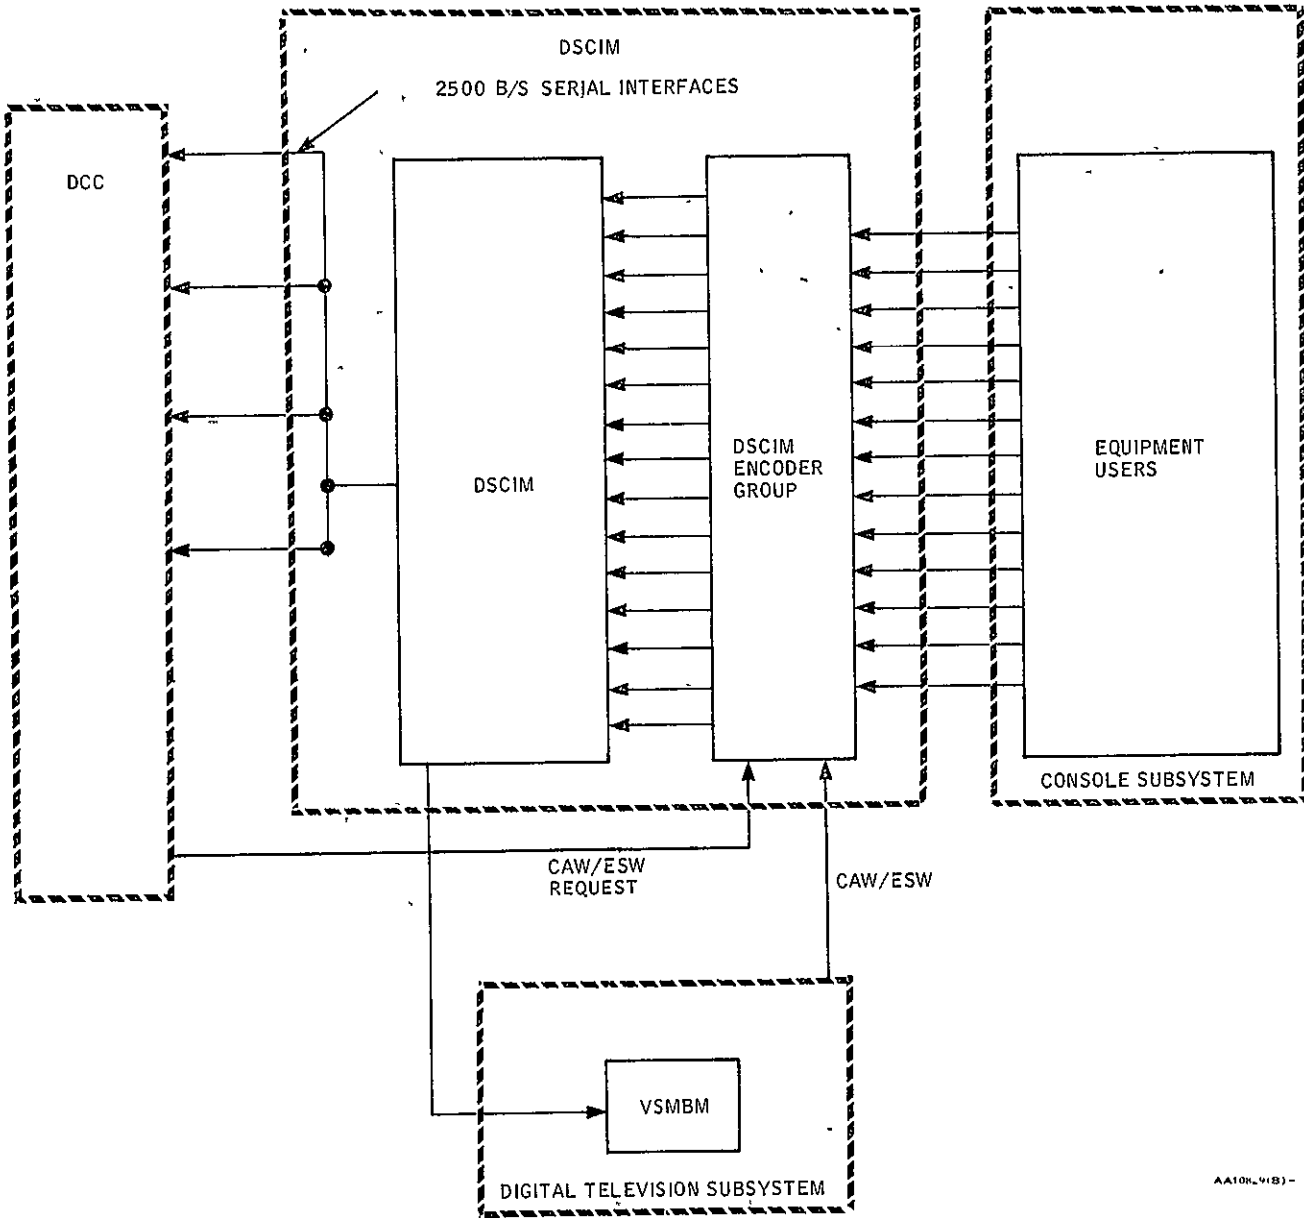 DSCIM
2500 B/S SERIAL INTERFACES
DCC
DSCIM
DSCIM
ENCODER
GROUP
EQUIPMENT
USERS
CONSOLE SUBSYSTEM
CAW/ESW
REQUEST
CAW/ESW
VSMBM
DIGITAL TELEVISION SUBSYSTEM